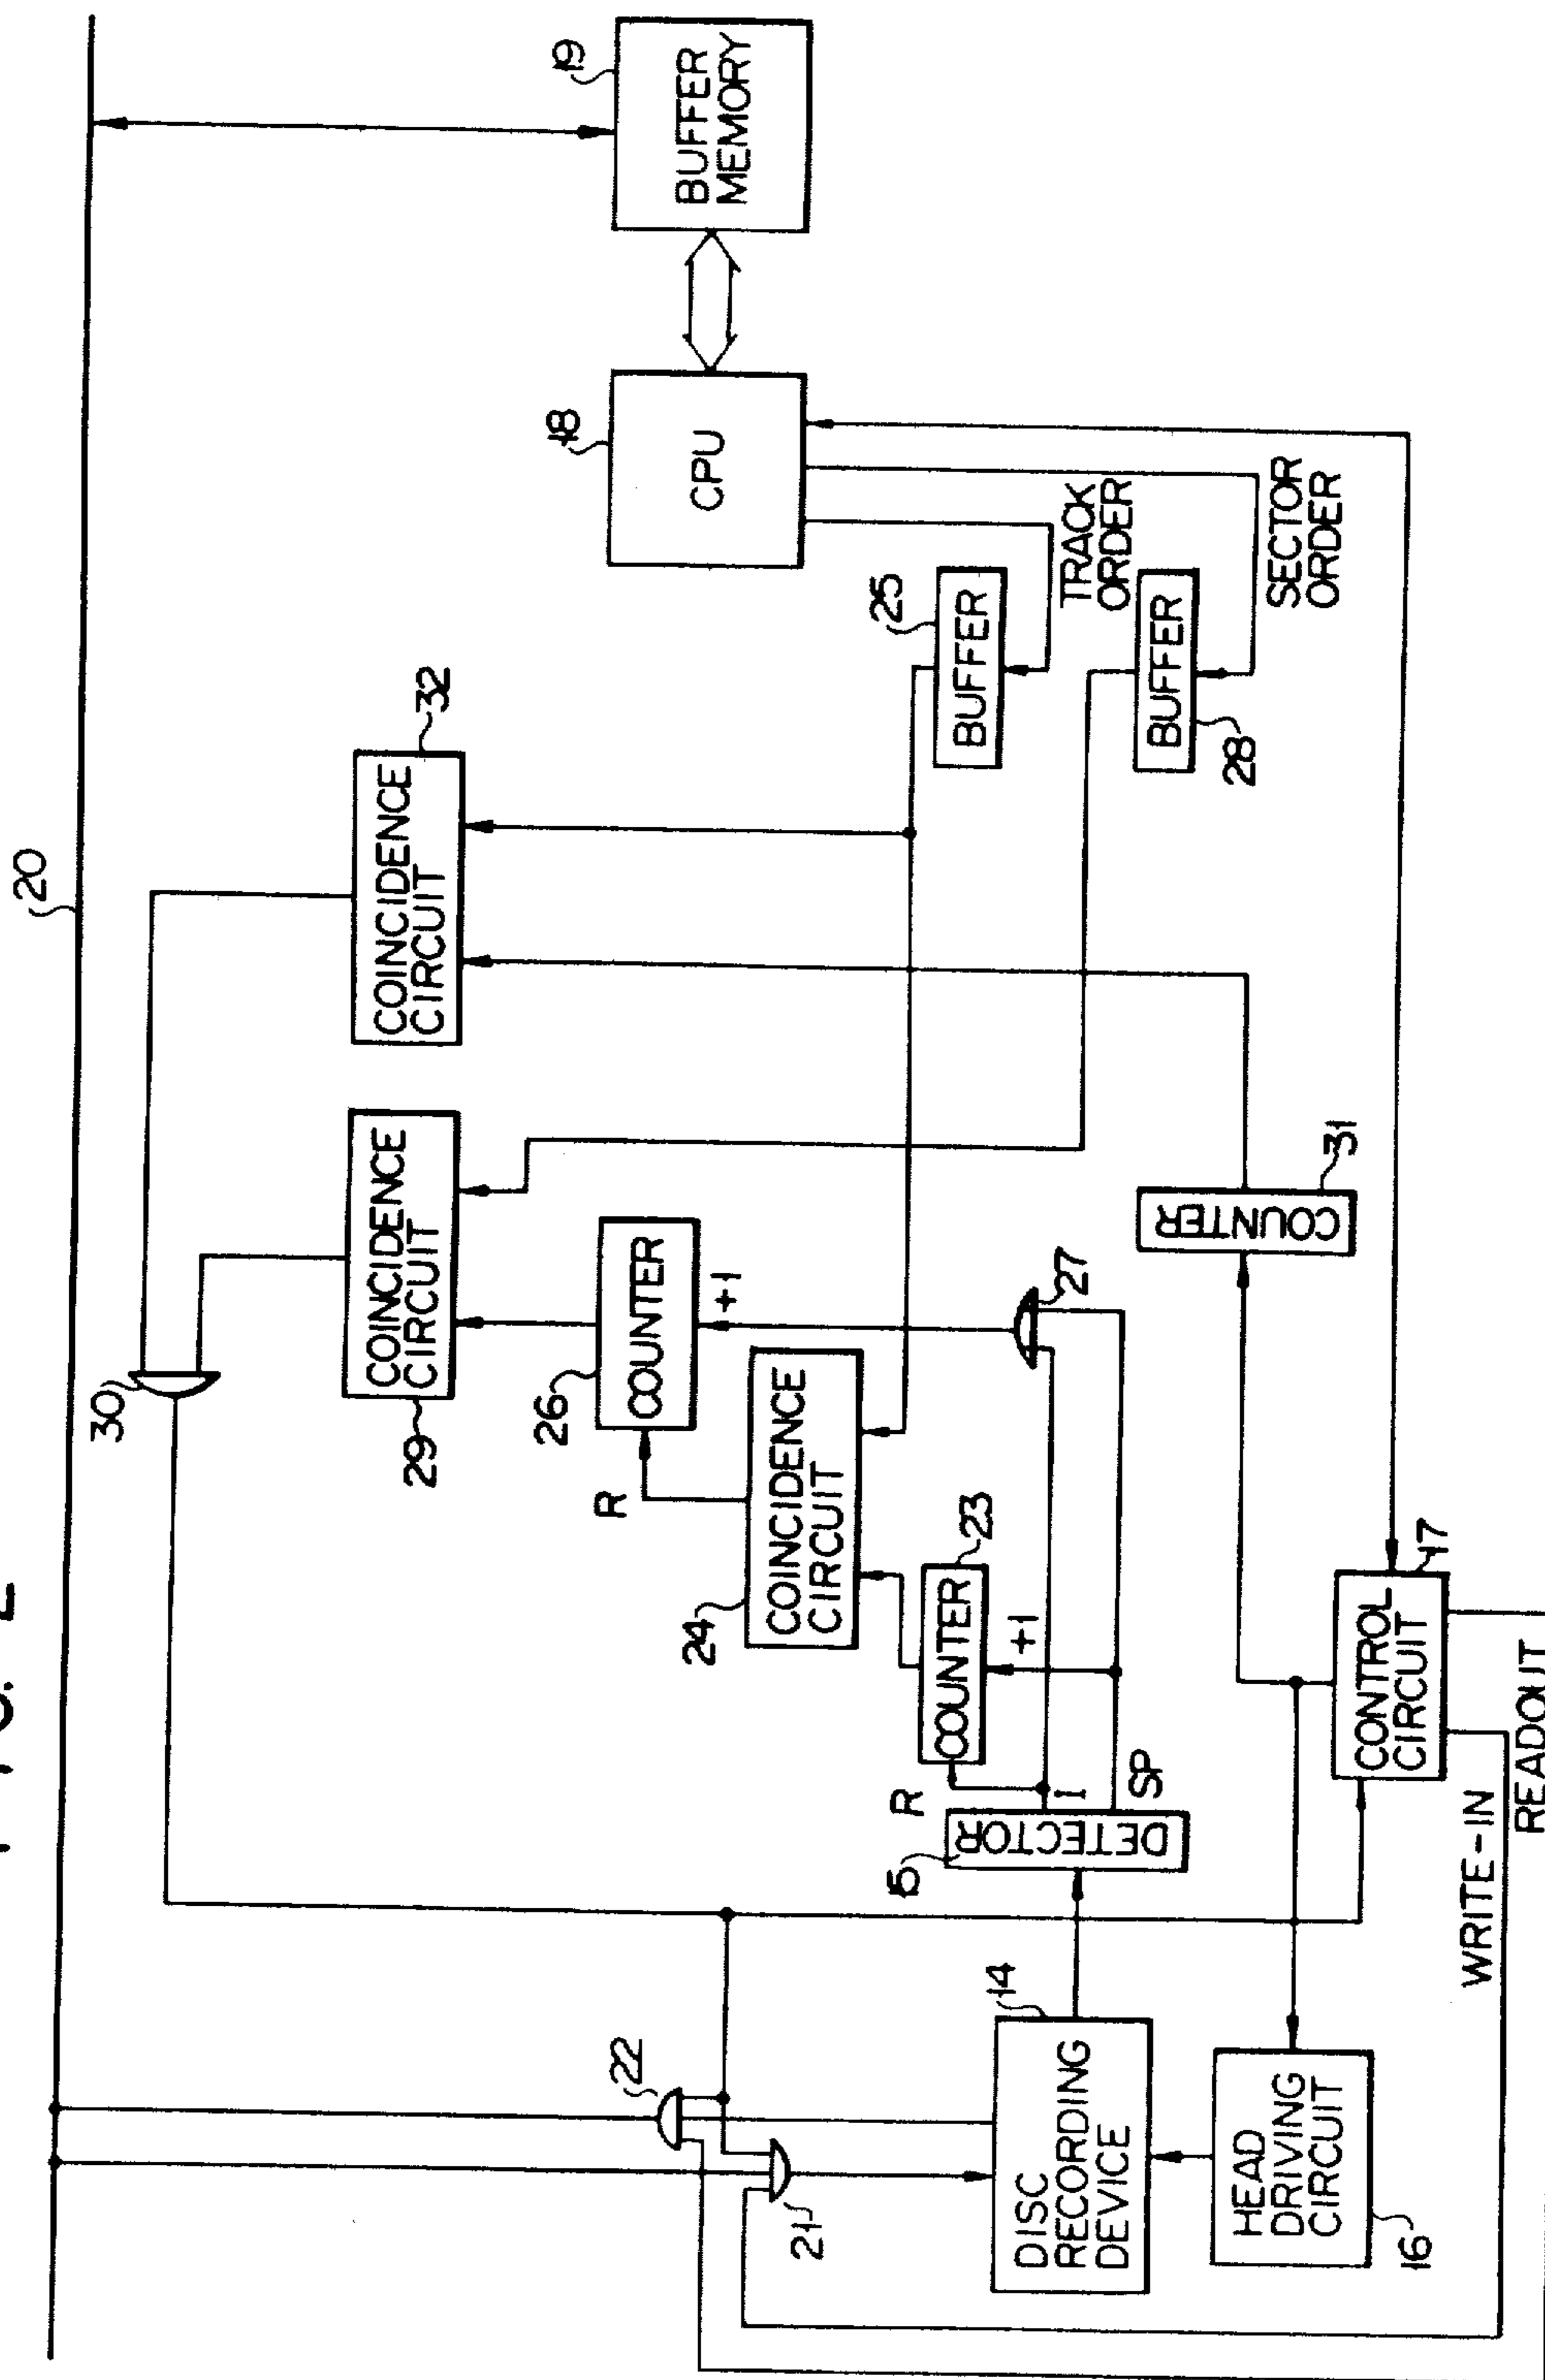 20
19
BUFFER
MEMORY
18
CPU
32
COINCIDENCE
CIRCUIT
25
BUFFER
TRACK
ORDER
BUFFER
28
SECTOR
ORDER
30
COINCIDENCE
CIRCUIT
29
26
COUNTER
+1
27
R
COINCIDENCE
CIRCUIT
24
23
COUNTER
+1
R
I
SP
15
DETECTOR
COUNTER
31
17
CONTROL
CIRCUIT
WRITE-IN
READOUT
22
21
14
DISC
RECORDING
DEVICE
HEAD
DRIVING
CIRCUIT
16